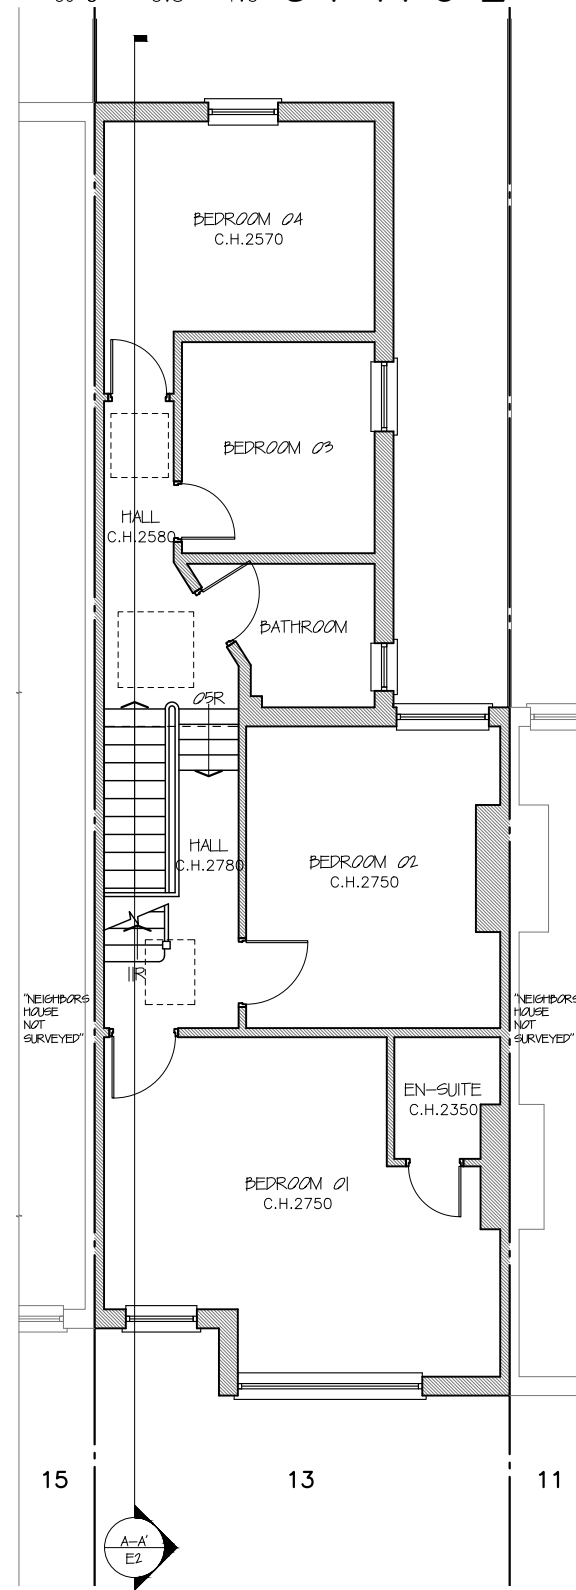 BEDROOM 04
C.H.2570
BEDROOM 03
HALL
C.H.2580
BATHROOM
05R
HALL
C.H.2780
BEDROOM 02
C.H.2750
11R
"NEIGHBORS
HOUSE
NOT
SURVEYED"
"NEIGHBORS
HOUSE
NOT
SURVEYED"
EN-SUITE
C.H.2350
BEDROOM 01
C.H.2750
15
13
11
A-A'
E2